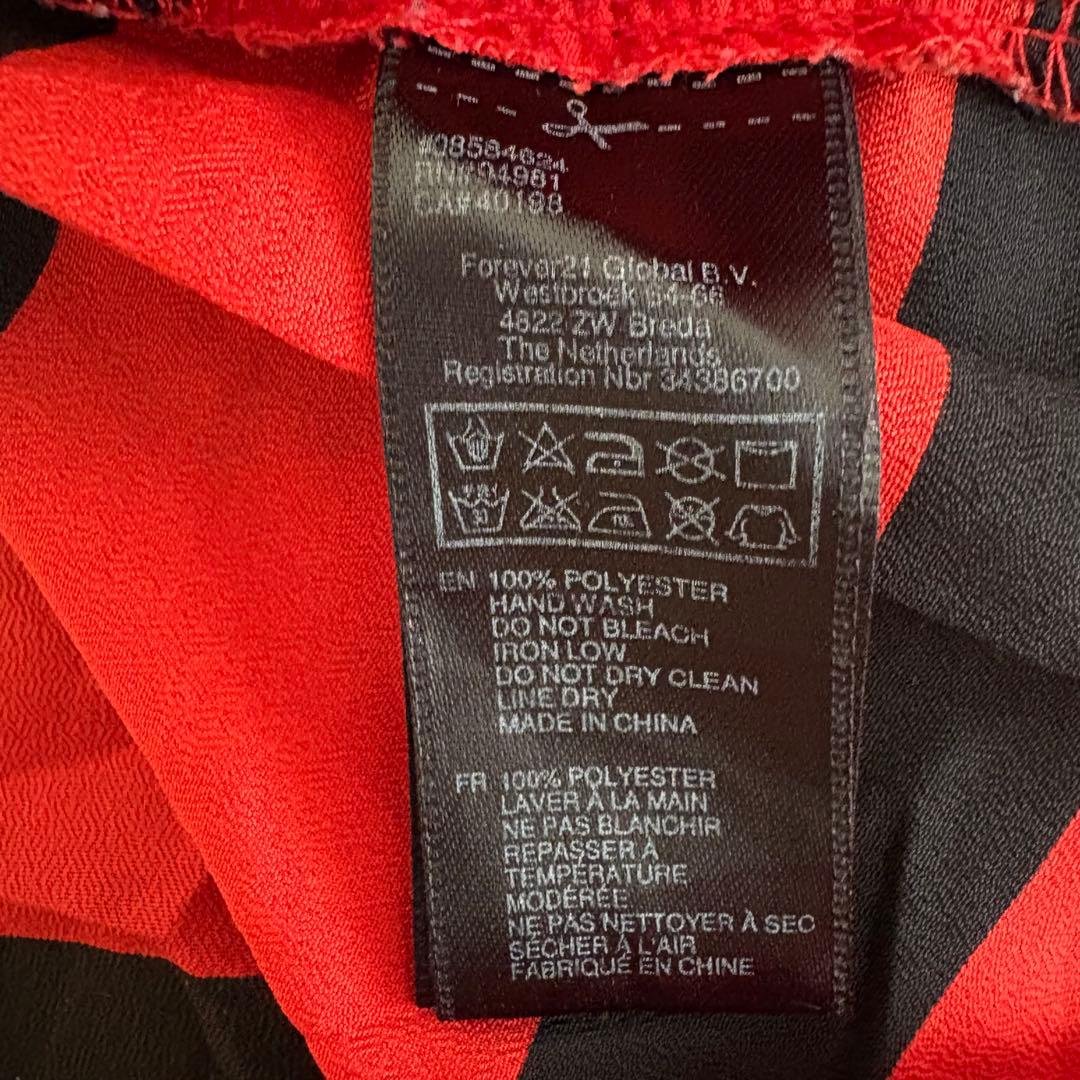 #08584624
RN#94981
CA#40198
Forever21 Global B.V.
Westbroek 54-66
4822 ZW Breda
The Netherlands
Registration Nbr 34386700
EN 100% POLYESTER
HAND WASH
DO NOT BLEACH
IRON LOW
DO NOT DRY CLEAN
LINE DRY
MADE IN CHINA
FR 100% POLYESTER
LAVER À LA MAIN
NE PAS BLANCHIR
REPASSER À
TEMPÉRATURE
MODÉRÉE
NE PAS NETTOYER À SEC
SÉCHER À L'AIR
FABRIQUÉ EN CHINE